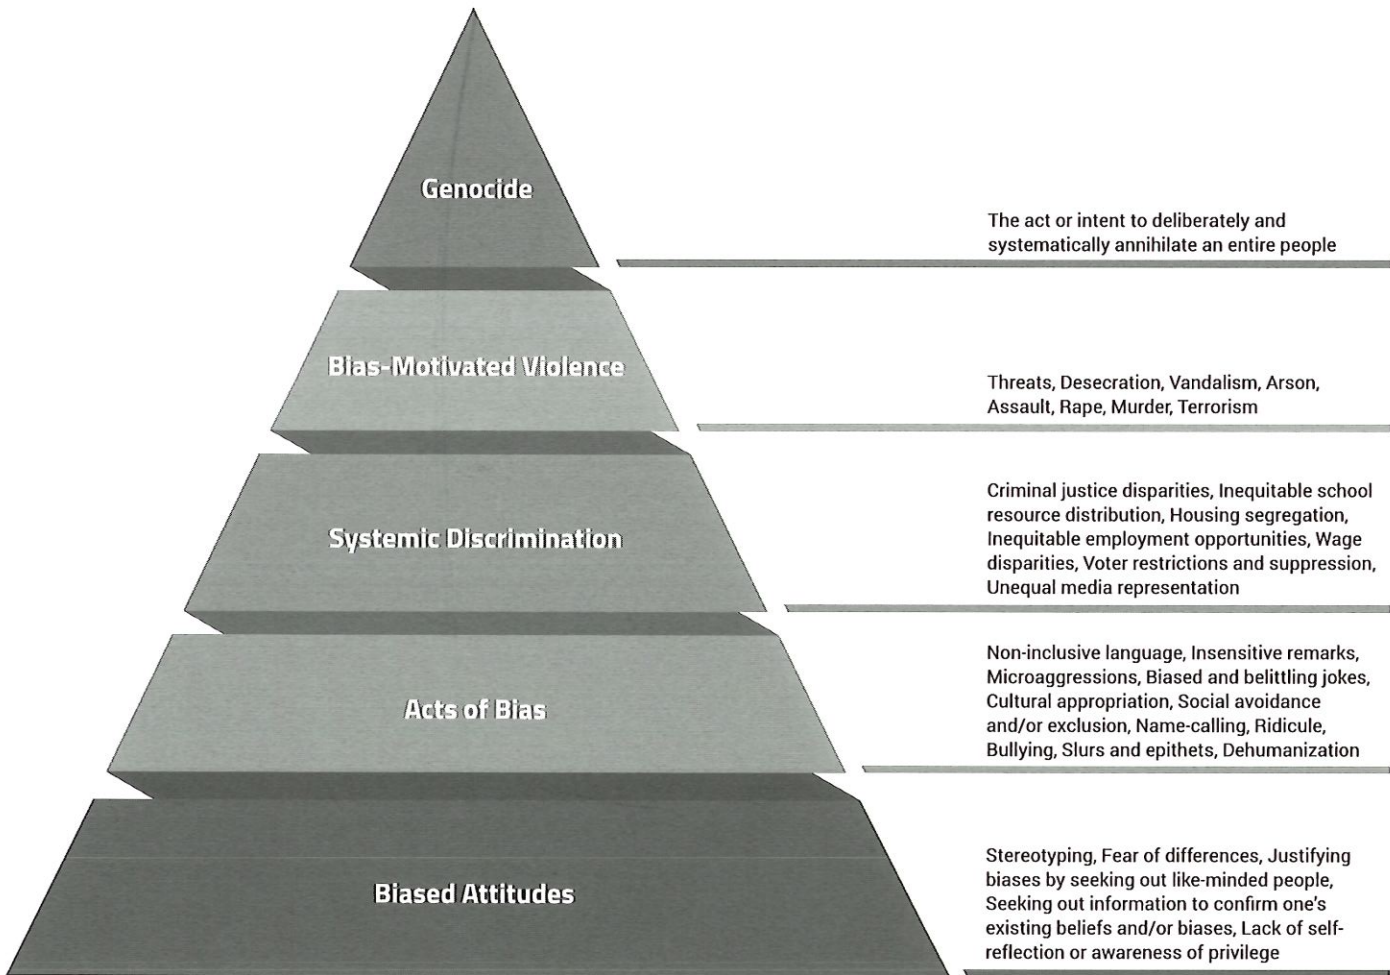 Genocide
The act or intent to deliberately and
systematically annihilate an entire people
Bias-Motivated Violence
Threats, Desecration, Vandalism, Arson,
Assault, Rape, Murder, Terrorism
Systemic Discrimination
Criminal justice disparities, Inequitable school
resource distribution, Housing segregation,
Inequitable employment opportunities, Wage
disparities, Voter restrictions and suppression,
Unequal media representation
Acts of Bias
Non-inclusive language, Insensitive remarks,
Microaggressions, Biased and belittling jokes,
Cultural appropriation, Social avoidance
and/or exclusion, Name-calling, Ridicule,
Bullying, Slurs and epithets, Dehumanization
Biased Attitudes
Stereotyping, Fear of differences, Justifying
biases by seeking out like-minded people,
Seeking out information to confirm one's
existing beliefs and/or biases, Lack of self-
reflection or awareness of privilege